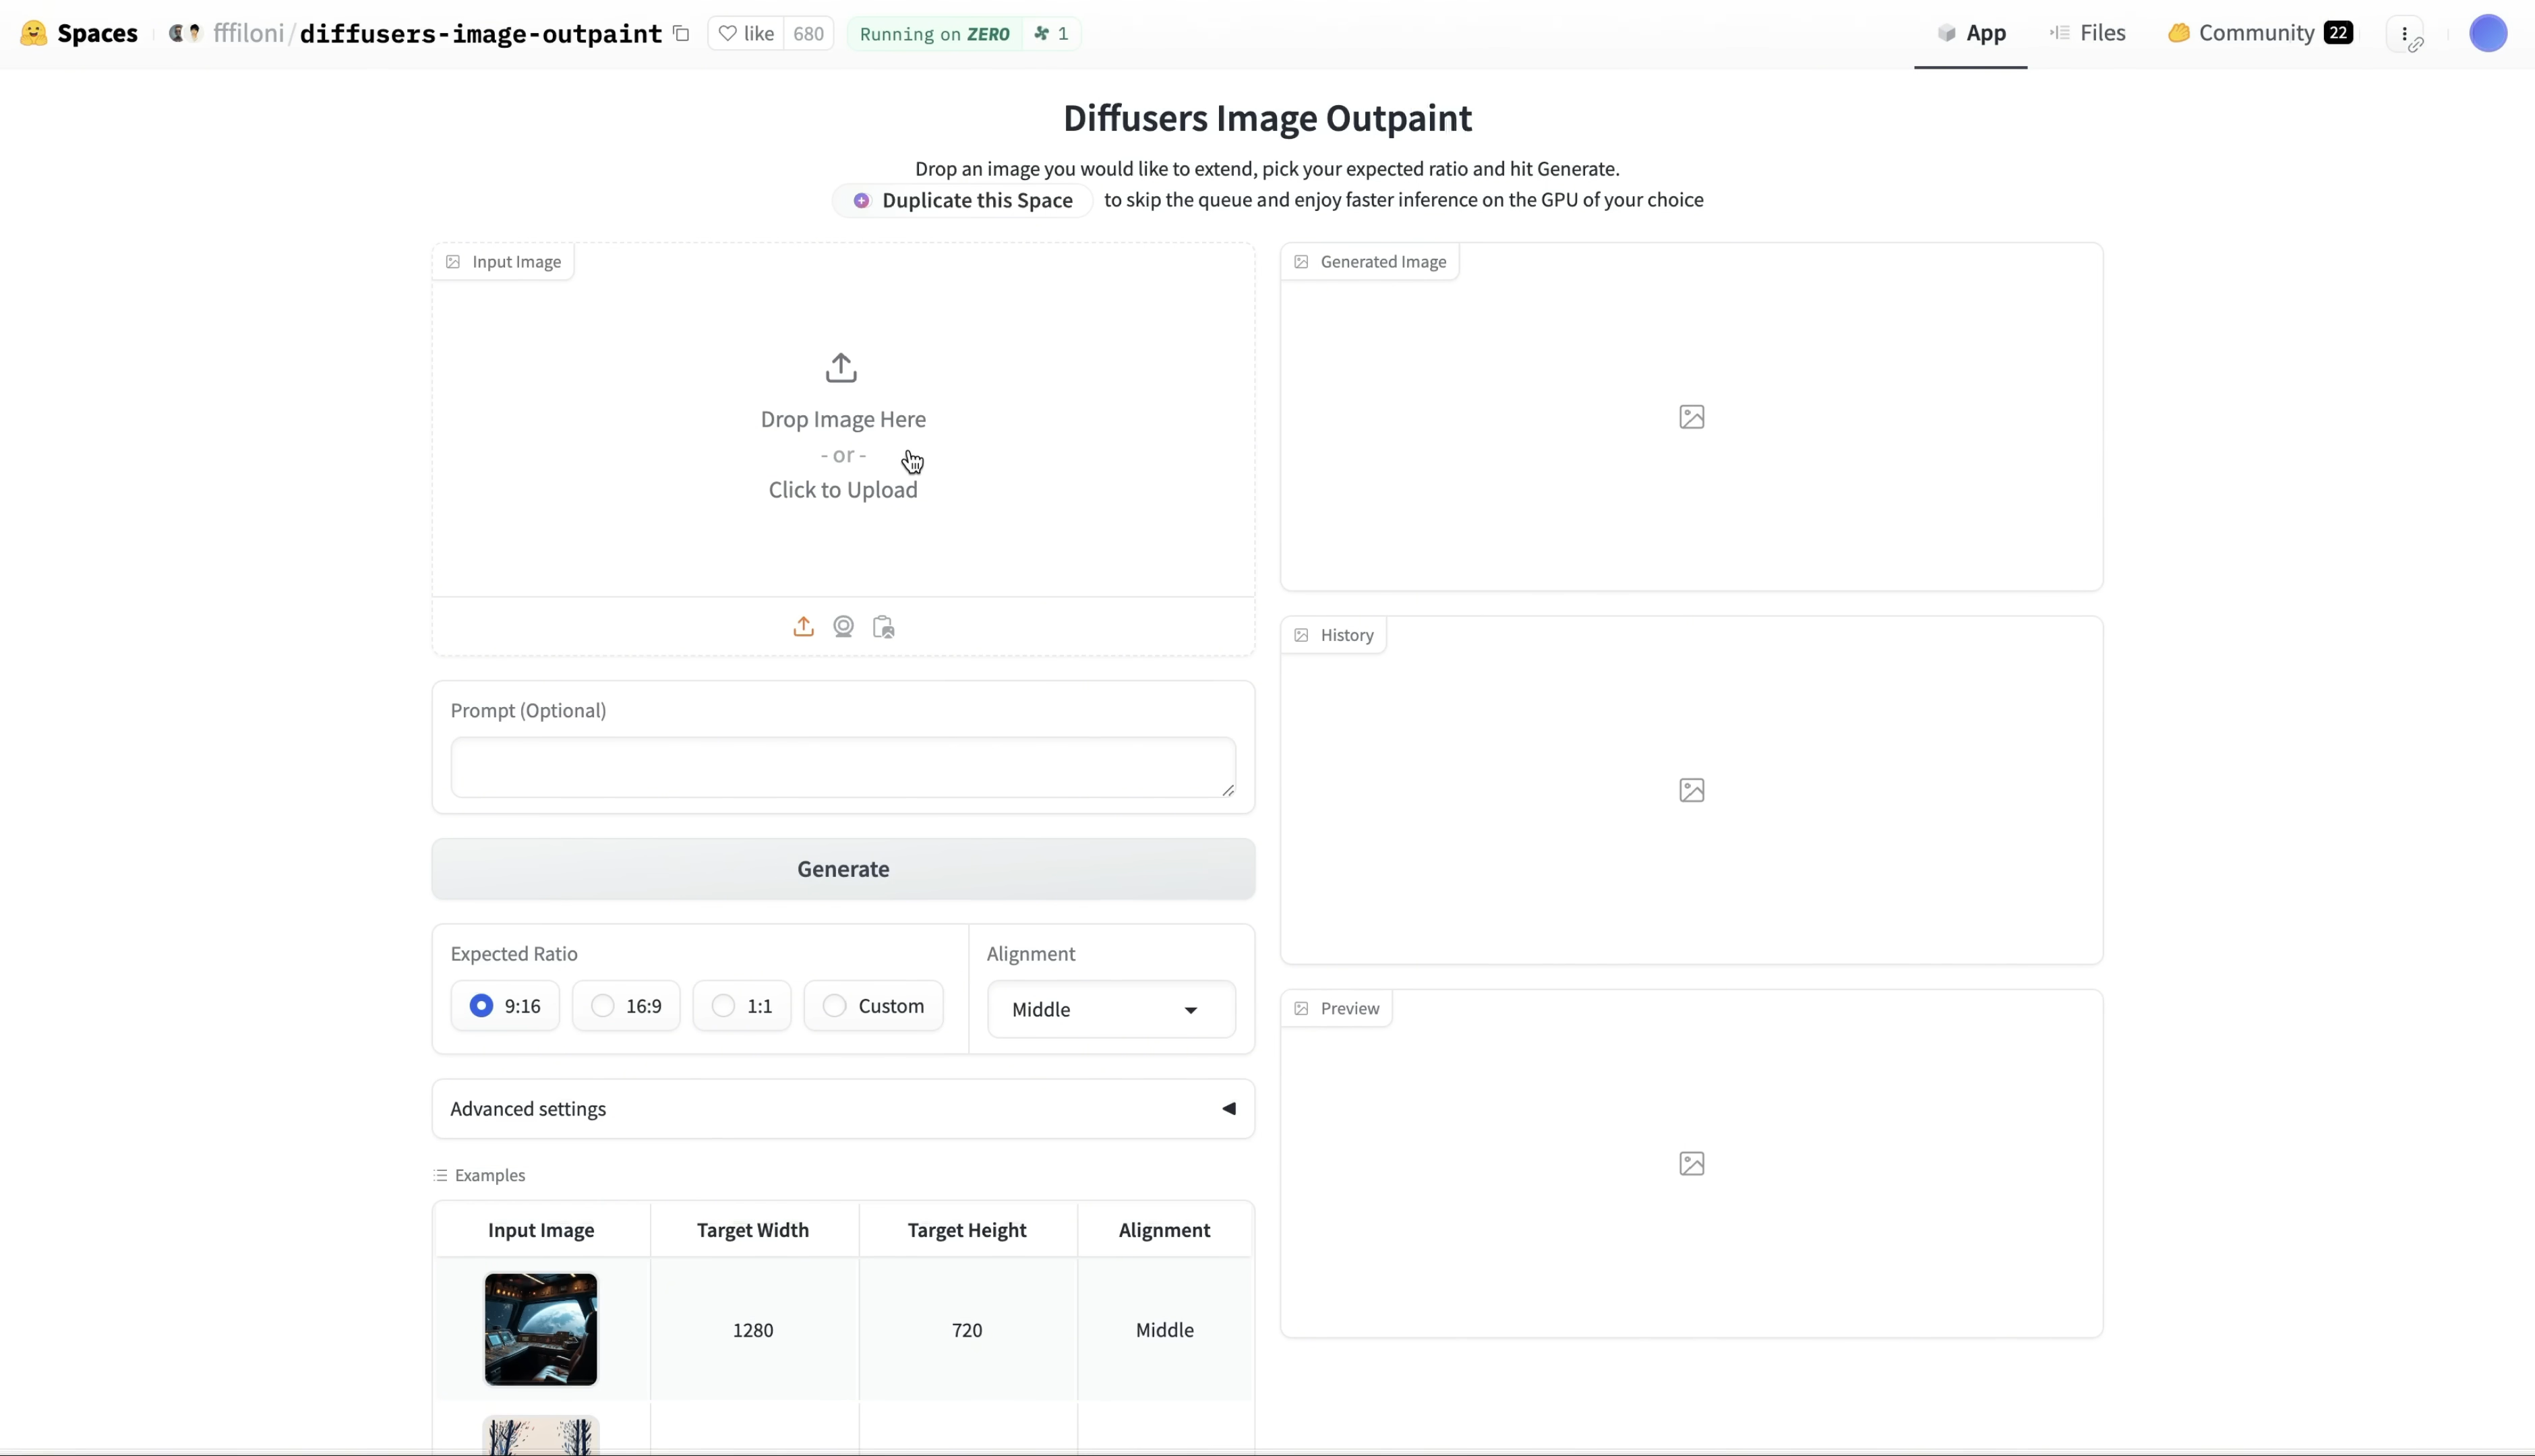 Spaces
fffiloni/diffusers-image-outpaint
like 680
Running on ZERO 1
App
Files
Community 22
Diffusers Image Outpaint
Drop an image you would like to extend, pick your expected ratio and hit Generate.
Duplicate this Space to skip the queue and enjoy faster inference on the GPU of your choice
Input Image
Drop Image Here
- or -
Click to Upload
Prompt (Optional)
Generate
Expected Ratio
9:16 16:9 1:1 Custom
Alignment
Middle
Advanced settings
Examples
Input Image Target Width Target Height Alignment
1280 720 Middle
Generated Image
History
Preview